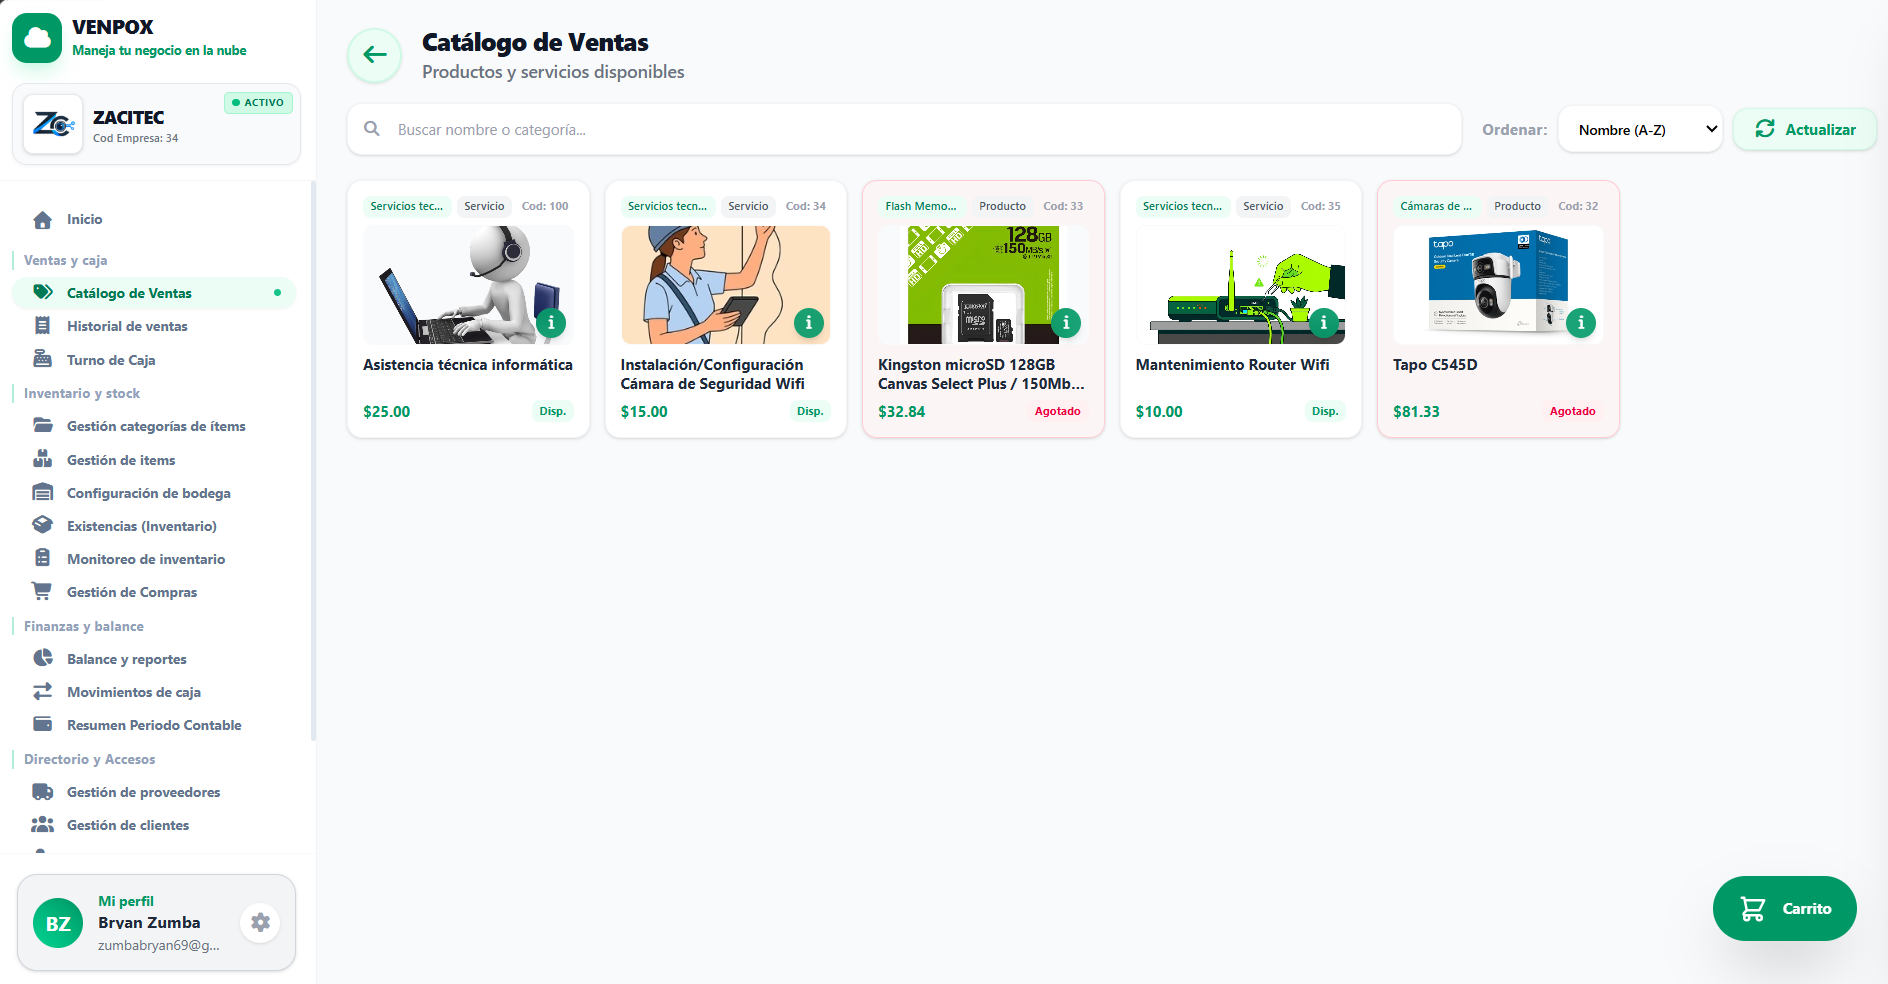 VENPOX
Maneja tu negocio en la nube
ACTIVO
ZACITEC
Cod Empresa: 34
Inicio
Ventas y caja
Catálogo de Ventas
Historial de ventas
Turno de Caja
Inventario y stock
Gestión categorías de ítems
Gestión de items
Configuración de bodega
Existencias (Inventario)
Monitoreo de inventario
Gestión de Compras
Finanzas y balance
Balance y reportes
Movimientos de caja
Resumen Periodo Contable
Directorio y Accesos
Gestión de proveedores
Gestión de clientes
BZ
Mi perfil
Bryan Zumba
zumbabryan69@g...
Catálogo de Ventas
Productos y servicios disponibles
Buscar nombre o categoría...
Ordenar:
Nombre (A-Z)
Actualizar
Servicios tec... Servicio Cod: 100
Asistencia técnica informática
$25.00 Disp.
Servicios tecn... Servicio Cod: 34
Instalación/Configuración
Cámara de Seguridad Wifi
$15.00 Disp.
Flash Memo... Producto Cod: 33
128GB
150MB/s
Kingston microSD 128GB
Canvas Select Plus / 150Mb...
$32.84 Agotado
Servicios tecn... Servicio Cod: 35
Mantenimiento Router Wifi
$10.00 Disp.
Cámaras de ... Producto Cod: 32
tapo
tapo
Tapo C545D
$81.33 Agotado
Carrito